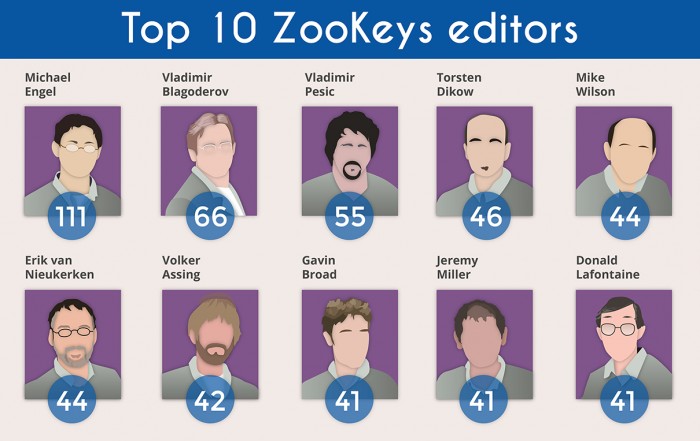 Top 10 ZooKeys editors
Michael
Engel
Vladimir
Blagoderov
Vladimir
Pesic
Torsten
Dikow
Mike
Wilson
111
66
55
46
44
Erik van
Nieukerken
Volker
Assing
Gavin
Broad
Jeremy
Miller
Donald
Lafontaine
44
42
41
41
41